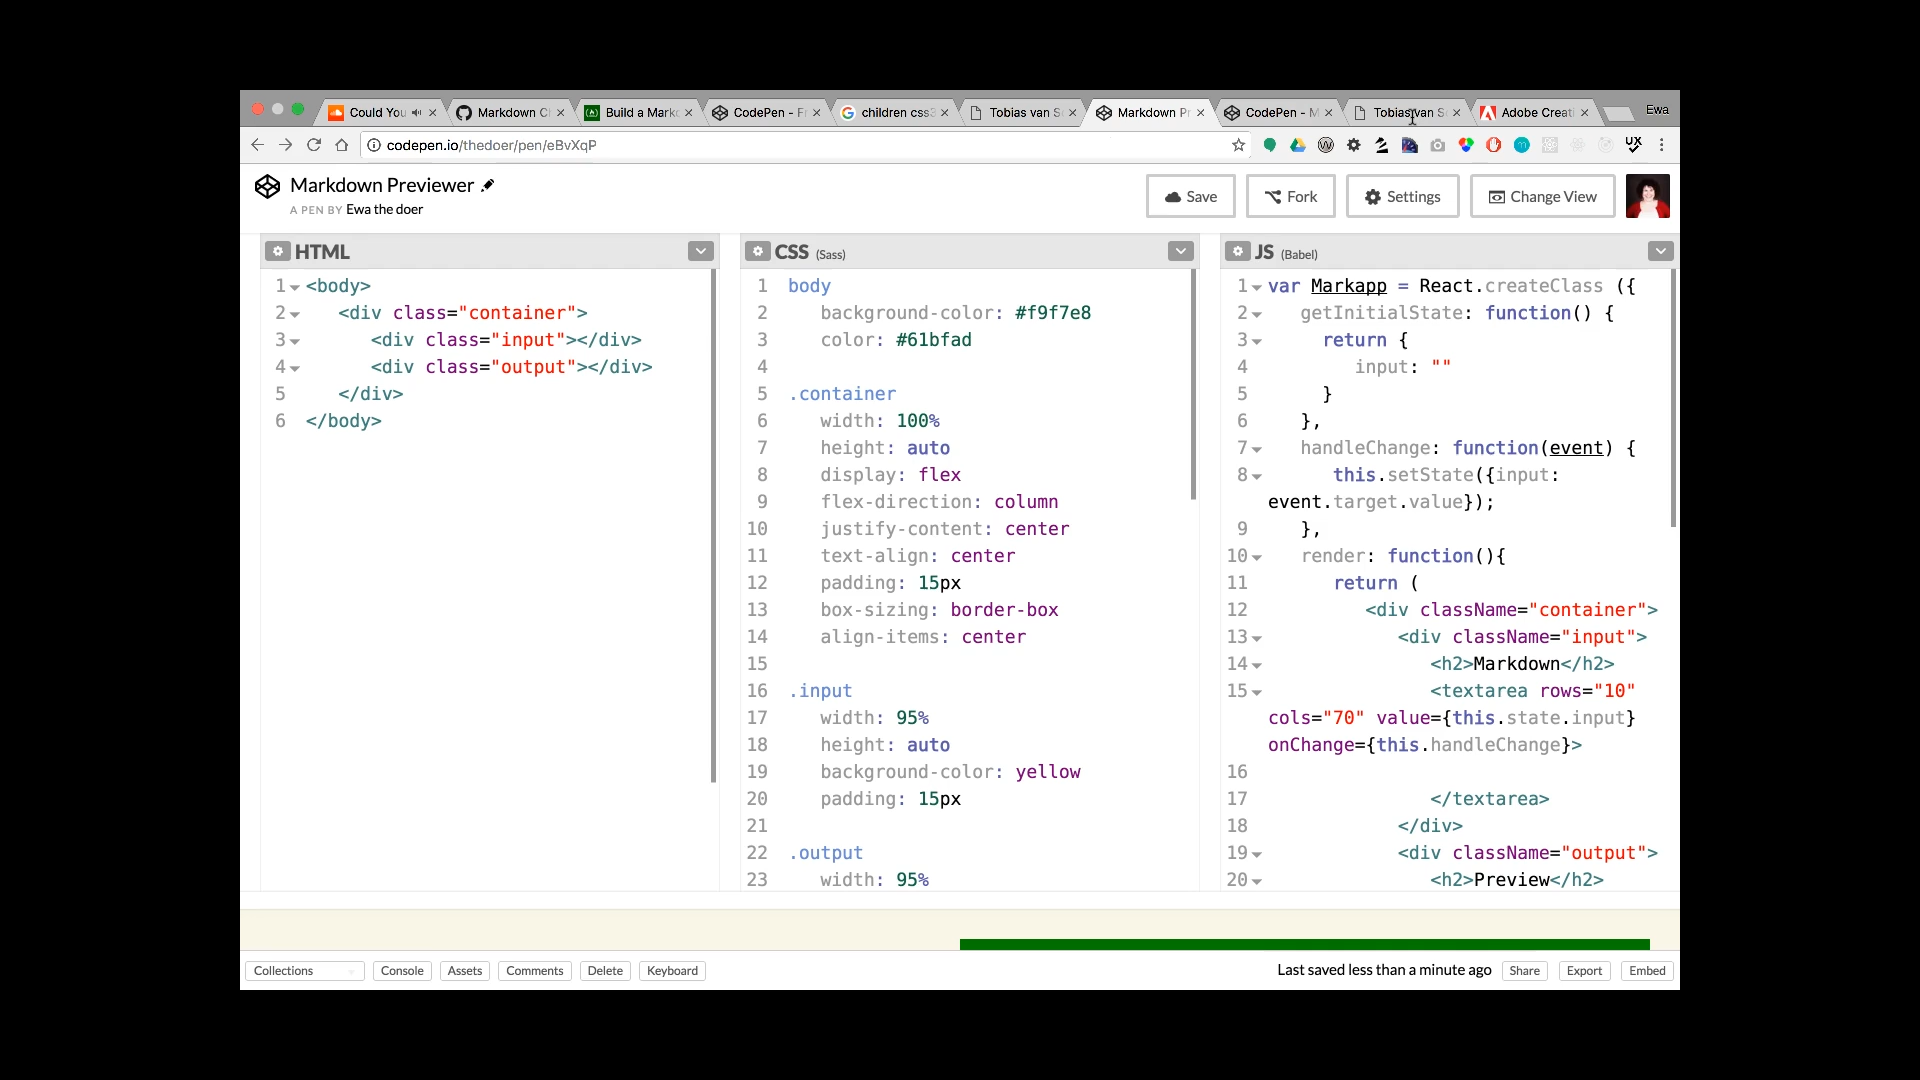 Could You
Markdown C
Build a Mark
CodePen - F
children css3
Tobias van S
Markdown Pr
CodePen - M
Tobias van S
Adobe Creati
Ewa
codepen.io/thedoer/pen/eBvXqP
Markdown Previewer
A PEN BY Ewa the doer
Save
Fork
Settings
Change View
HTML
1 <body>
2 <div class="container">
3 <div class="input"></div>
4 <div class="output"></div>
5 </div>
6 </body>
CSS (Sass)
1 body
2 background-color: #f9f7e8
3 color: #61bfad
4
5 .container
6 width: 100%
7 height: auto
8 display: flex
9 flex-direction: column
10 justify-content: center
11 text-align: center
12 padding: 15px
13 box-sizing: border-box
14 align-items: center
15
16 .input
17 width: 95%
18 height: auto
19 background-color: yellow
20 padding: 15px
21
22 .output
23 width: 95%
JS (Babel)
1 var Markapp = React.createClass ({
2 getInitialState: function() {
3 return {
4 input: ""
5 }
6 },
7 handleChange: function(event) {
8 this.setState({input:
event.target.value});
9 },
10 render: function(){
11 return (
12 <div className="container">
13 <div className="input">
14 <h2>Markdown</h2>
15 <textarea rows="10"
cols="70" value={this.state.input}
onChange={this.handleChange}>
16
17 </textarea>
18 </div>
19 <div className="output">
20 <h2>Preview</h2>
Collections
Console
Assets
Comments
Delete
Keyboard
Last saved less than a minute ago
Share
Export
Embed